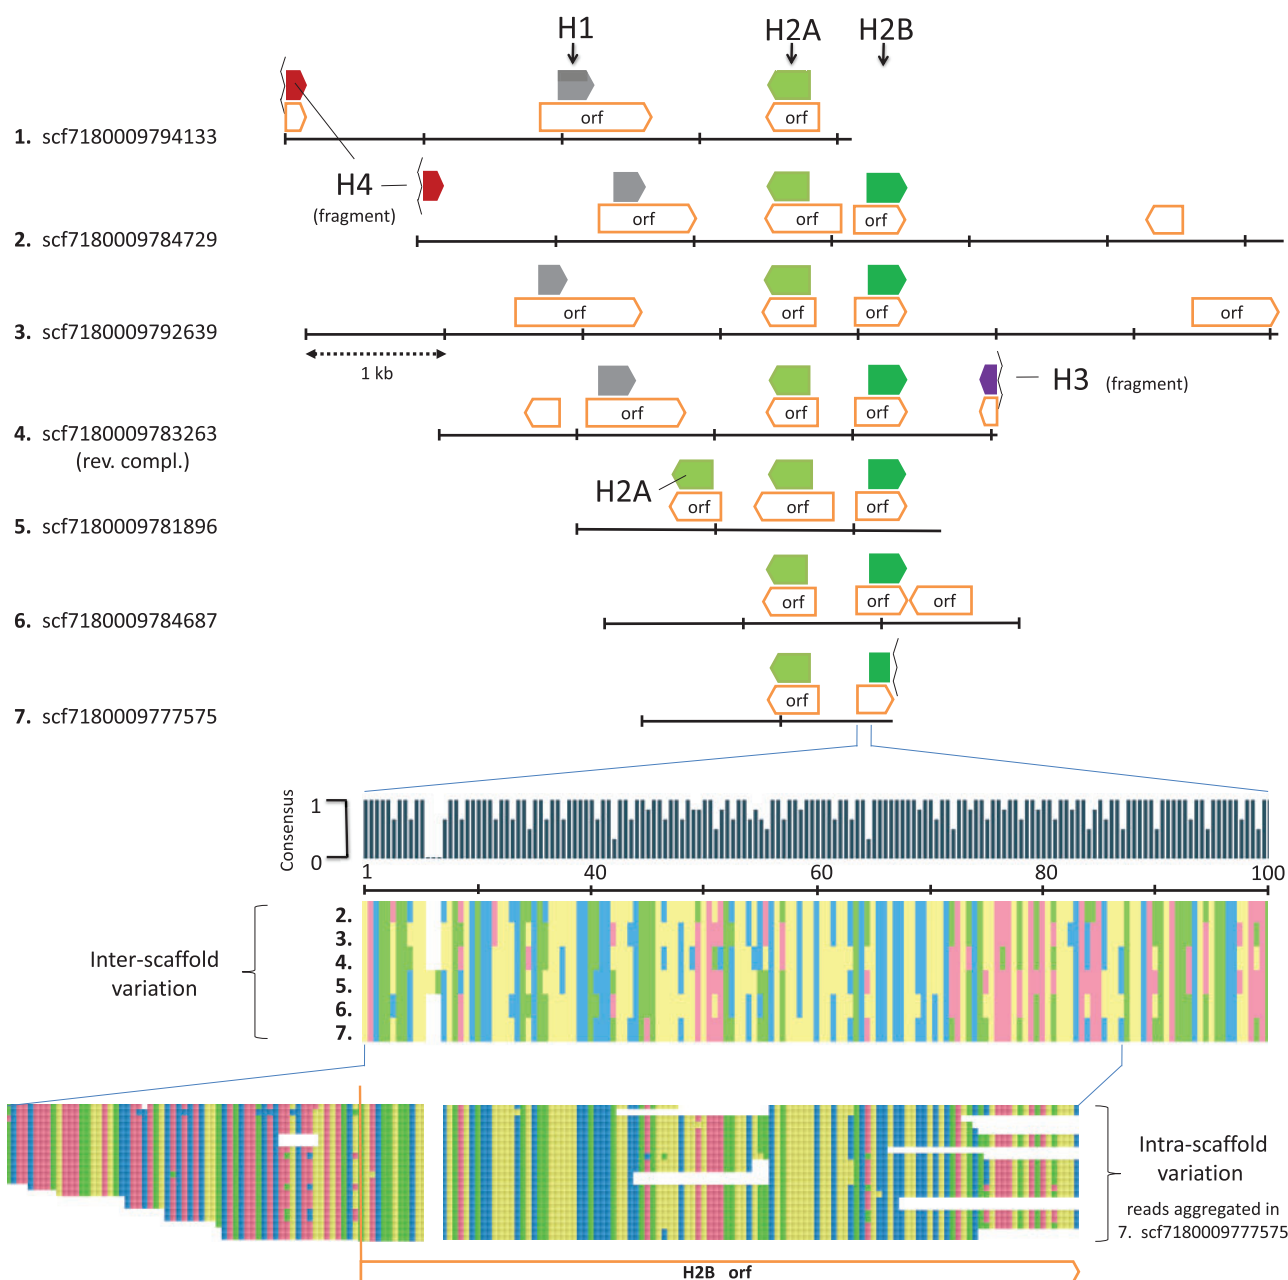 H1 H2A H2B
orf orf
1. scf7180009794133
H4
(fragment)
orf orf orf
2. scf7180009784729
orf orf orf orf
3. scf7180009792639
1 kb
H3 (fragment)
orf orf orf
4. scf7180009783263
(rev. compl.)
H2A
orf orf orf
5. scf7180009781896
orf orf orf
6. scf7180009784687
orf
7. scf7180009777575
Consensus
1
0
1 40 60 80 100
Inter-scaffold
variation
2.
3.
4.
5.
6.
7.
Intra-scaffold
variation
reads aggregated in
7. scf7180009777575
H2B orf